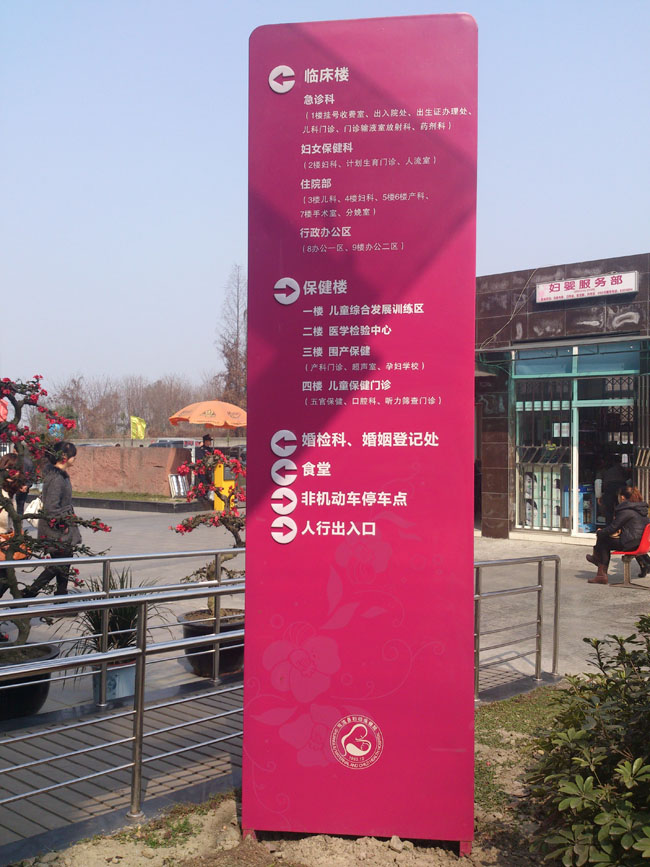 临床楼
急诊科
（1楼挂号收费室、出入院处、出生证办理处、
儿科门诊、门诊输液室放射科、药剂科）
妇女保健科
（2楼妇科、计划生育门诊、人流室）
住院部
（3楼儿科、4楼妇科、5楼6楼产科、
7楼手术室、分娩室）
行政办公区
（8办公一区、9楼办公二区）
保健楼
一楼 儿童综合发展训练区
二楼 医学检验中心
三楼 围产保健
（产科门诊、超声室、孕妇学校）
四楼 儿童保健门诊
（五官保健、口腔科、听力筛查门诊）
婚检科、婚姻登记处
食堂
非机动车停车点
人行出入口
妇婴服务部